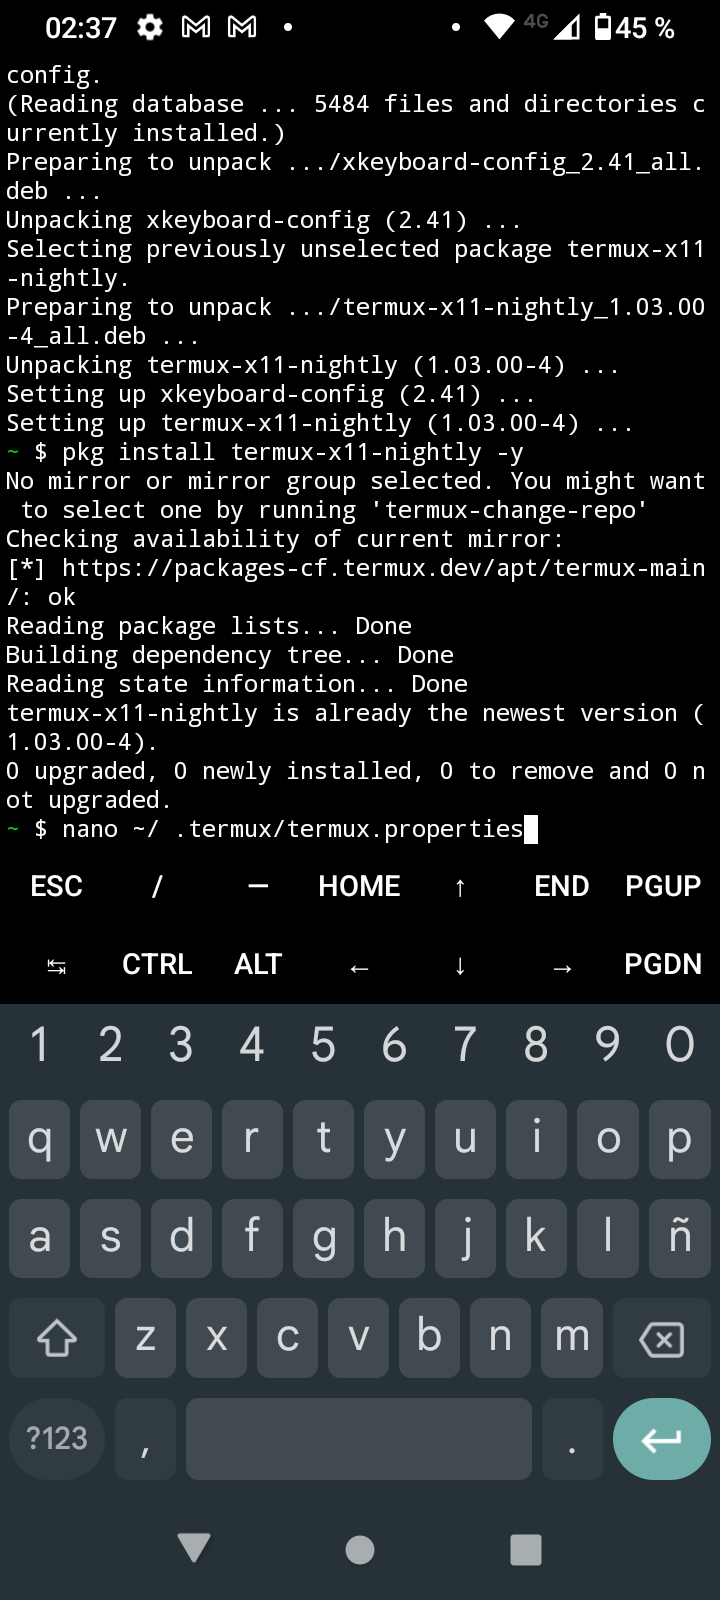 02:37 4G 45 %
config.
(Reading database ... 5484 files and directories c
urrently installed.)
Preparing to unpack .../xkeyboard-config_2.41_all.
deb ...
Unpacking xkeyboard-config (2.41) ...
Selecting previously unselected package termux-x11
-nightly.
Preparing to unpack .../termux-x11-nightly_1.03.00
-4_all.deb ...
Unpacking termux-x11-nightly (1.03.00-4) ...
Setting up xkeyboard-config (2.41) ...
Setting up termux-x11-nightly (1.03.00-4) ...
~ $ pkg install termux-x11-nightly -y
No mirror or mirror group selected. You might want
 to select one by running 'termux-change-repo'
Checking availability of current mirror:
[*] https://packages-cf.termux.dev/apt/termux-main
/: ok
Reading package lists... Done
Building dependency tree... Done
Reading state information... Done
termux-x11-nightly is already the newest version (
1.03.00-4).
0 upgraded, 0 newly installed, 0 to remove and 0 n
ot upgraded.
~ $ nano ~/ .termux/termux.properties
ESC / — HOME ↑ END PGUP
↹ CTRL ALT ← ↓ → PGDN
1 2 3 4 5 6 7 8 9 0
q w e r t y u i o p
a s d f g h j k l ñ
z x c v b n m
?123 , .